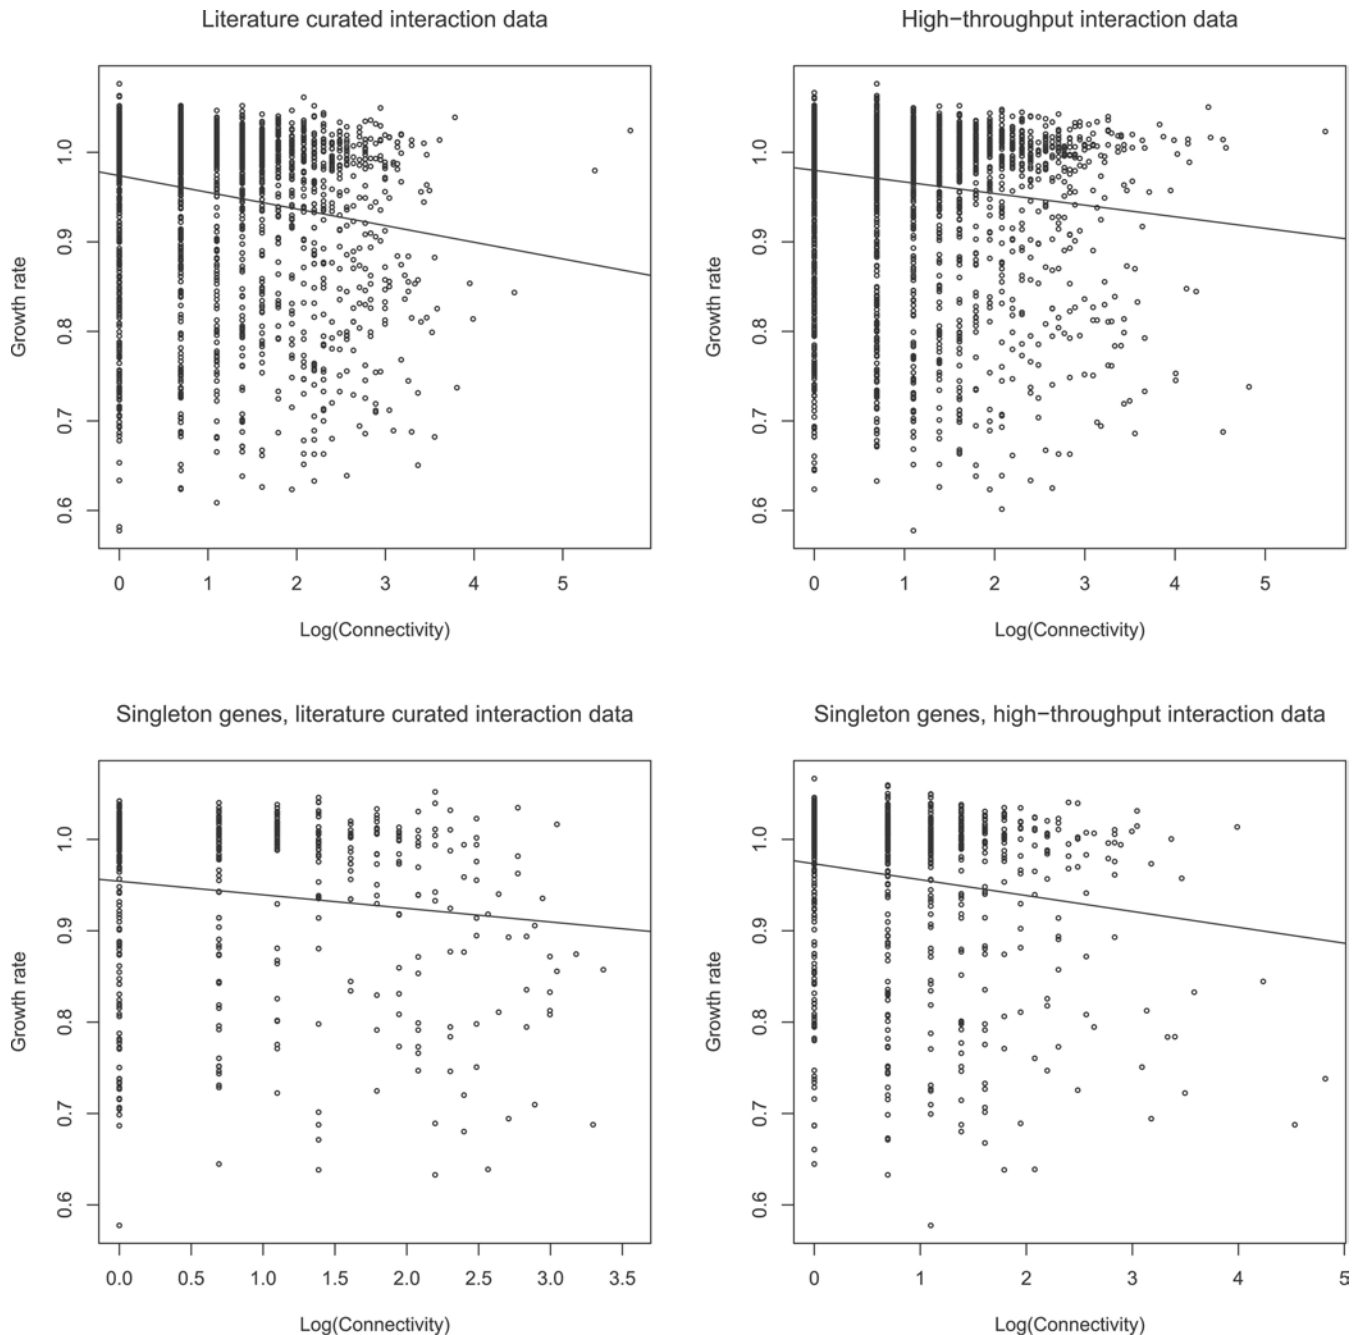 Literature curated interaction data
Growth rate
1.0
0.9
0.8
0.7
0.6
0 1 2 3 4 5
Log(Connectivity)
High−throughput interaction data
Growth rate
1.0
0.9
0.8
0.7
0.6
0 1 2 3 4 5
Log(Connectivity)
Singleton genes, literature curated interaction data
Growth rate
1.0
0.9
0.8
0.7
0.6
0.0 0.5 1.0 1.5 2.0 2.5 3.0 3.5
Log(Connectivity)
Singleton genes, high−throughput interaction data
Growth rate
1.0
0.9
0.8
0.7
0.6
0 1 2 3 4 5
Log(Connectivity)